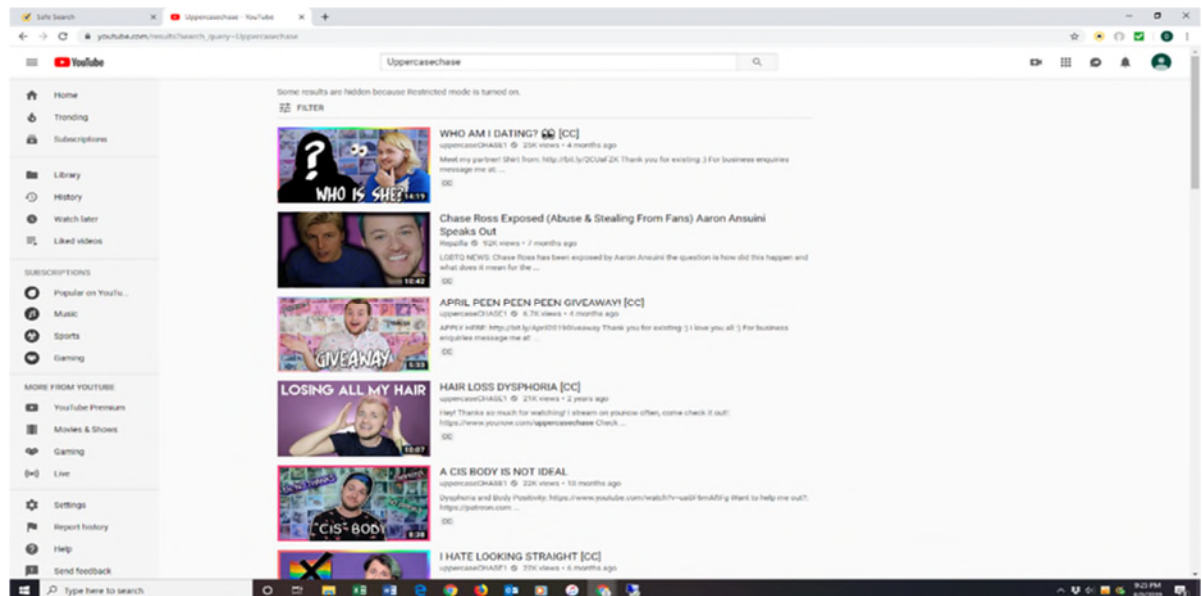 Safe Search
Uppercasechase - YouTube
youtube.com/results?search_query=Uppercasechase
YouTube
Uppercasechase
Home
Trending
Subscriptions
Library
History
Watch later
Liked videos
SUBSCRIPTIONS
Popular on YouTu...
Music
Sports
Gaming
MORE FROM YOUTUBE
YouTube Premium
Movies & Shows
Gaming
Live
Settings
Report history
Help
Send feedback
Some results are hidden because Restricted mode is turned on.
FILTER
?
WHO IS SHE?
14:19
WHO AM I DATING? 👀 [CC]
uppercaseCHASE1 25K views • 4 months ago
Meet my partner! Shirt from: http://bit.ly/2CUaF2X Thank you for existing :) For business enquiries
message me at: ...
CC
10:42
Chase Ross Exposed (Abuse & Stealing From Fans) Aaron Ansuini
Speaks Out
Repzilla 92K views • 7 months ago
LGBTQ NEWS: Chase Ross has been exposed by Aaron Ansuini the question is how did this happen and
what does it mean for the ...
CC
GIVEAWAY
5:33
APRIL PEEN PEEN PEEN GIVEAWAY! [CC]
uppercaseCHASE1 6.7K views • 4 months ago
APPLY HERE: Thank you for existing :) I love you all :) For business
enquiries message me at: ...
CC
LOSING ALL MY HAIR
10:07
HAIR LOSS DYSPHORIA [CC]
uppercaseCHASE1 21K views • 2 years ago
Hey! Thanks so much for watching! I stream on younow often, come check it out!:
https://www.younow.com/uppercasechase Check ...
CC
"CIS-BODY"
8:38
A CIS BODY IS NOT IDEAL
uppercaseCHASE1 22K views • 10 months ago
Dysphoria and Body Positivity: Want to help me out?:
https://patreon.com ...
CC
I HATE LOOKING STRAIGHT [CC]
uppercaseCHASE1 27K views • 6 months ago
Type here to search
9:25 PM